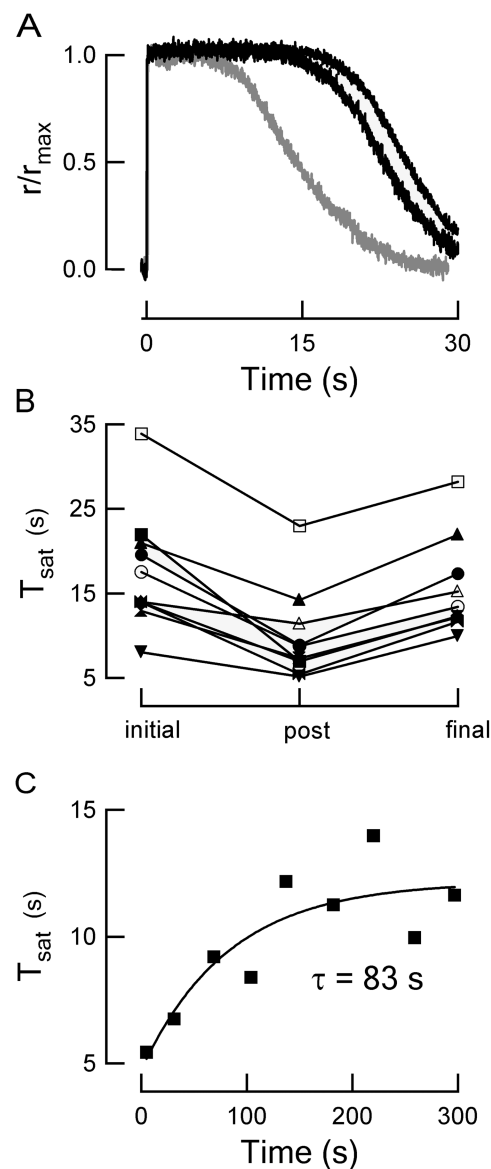 A
1.0
0.5
0.0
r/rmax
0
15
30
Time (s)
B
35
25
15
5
Tsat (s)
initial
post
final
C
15
10
5
Tsat (s)
τ = 83 s
0
100
200
300
Time (s)